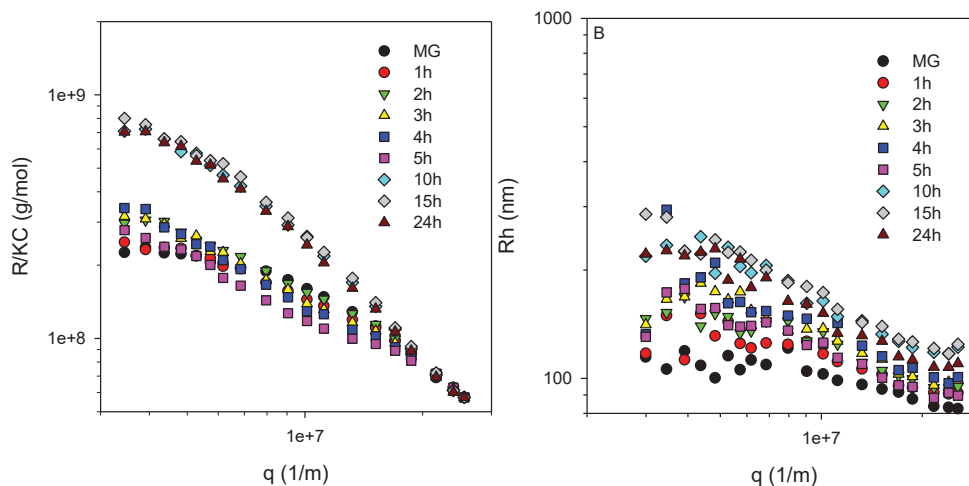 1e+9
1e+8
R/KC (g/mol)
MG
1h
2h
3h
4h
5h
10h
15h
24h
1e+7
q (1/m)
B
1000
100
Rh (nm)
MG
1h
2h
3h
4h
5h
10h
15h
24h
1e+7
q (1/m)